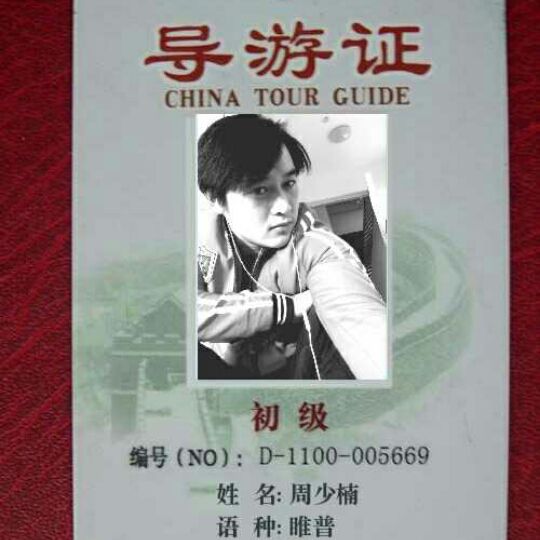 导游证
CHINA TOUR GUIDE
初级
编号(NO): D-1100-005669
姓 名: 周少楠
语 种: 睢普